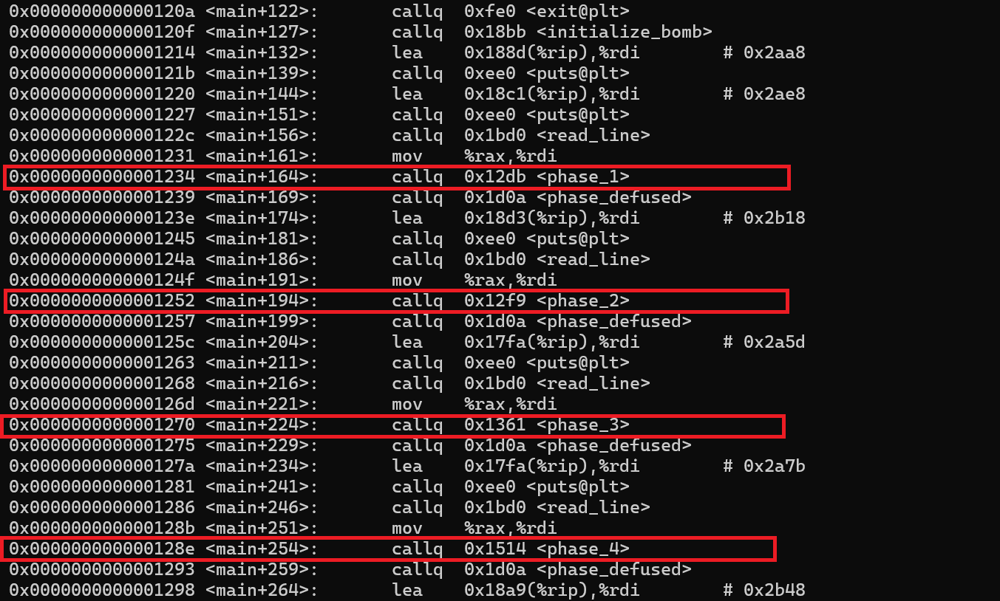 0x000000000000120a <main+122>: callq 0xfe0 <exit@plt>
0x000000000000120f <main+127>: callq 0x18bb <initialize_bomb>
0x0000000000001214 <main+132>: lea 0x188d(%rip),%rdi # 0x2aa8
0x000000000000121b <main+139>: callq 0xee0 <puts@plt>
0x0000000000001220 <main+144>: lea 0x18c1(%rip),%rdi # 0x2ae8
0x0000000000001227 <main+151>: callq 0xee0 <puts@plt>
0x000000000000122c <main+156>: callq 0x1bd0 <read_line>
0x0000000000001231 <main+161>: mov %rax,%rdi
0x0000000000001234 <main+164>: callq 0x12db <phase_1>
0x0000000000001239 <main+169>: callq 0x1d0a <phase_defused>
0x000000000000123e <main+174>: lea 0x18d3(%rip),%rdi # 0x2b18
0x0000000000001245 <main+181>: callq 0xee0 <puts@plt>
0x000000000000124a <main+186>: callq 0x1bd0 <read_line>
0x000000000000124f <main+191>: mov %rax,%rdi
0x0000000000001252 <main+194>: callq 0x12f9 <phase_2>
0x0000000000001257 <main+199>: callq 0x1d0a <phase_defused>
0x000000000000125c <main+204>: lea 0x17fa(%rip),%rdi # 0x2a5d
0x0000000000001263 <main+211>: callq 0xee0 <puts@plt>
0x0000000000001268 <main+216>: callq 0x1bd0 <read_line>
0x000000000000126d <main+221>: mov %rax,%rdi
0x0000000000001270 <main+224>: callq 0x1361 <phase_3>
0x0000000000001275 <main+229>: callq 0x1d0a <phase_defused>
0x000000000000127a <main+234>: lea 0x17fa(%rip),%rdi # 0x2a7b
0x0000000000001281 <main+241>: callq 0xee0 <puts@plt>
0x0000000000001286 <main+246>: callq 0x1bd0 <read_line>
0x000000000000128b <main+251>: mov %rax,%rdi
0x000000000000128e <main+254>: callq 0x1514 <phase_4>
0x0000000000001293 <main+259>: callq 0x1d0a <phase_defused>
0x0000000000001298 <main+264>: lea 0x18a9(%rip),%rdi # 0x2b48